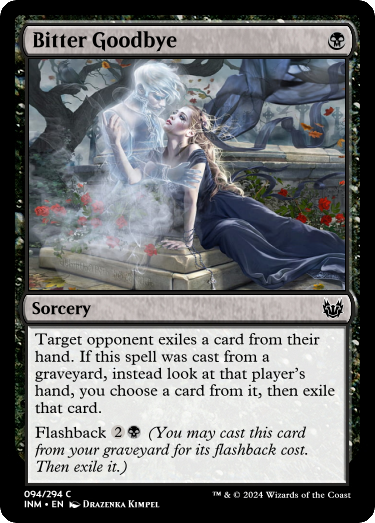 Bitter Goodbye
Sorcery
Target opponent exiles a card from their
hand. If this spell was cast from a
graveyard, instead look at that player's
hand, you choose a card from it, then exile
that card.
Flashback 2 (You may cast this card
from your graveyard for its flashback cost.
Then exile it.)
094/294 C
INM • EN Drazenka Kimpel
™ & © 2024 Wizards of the Coast